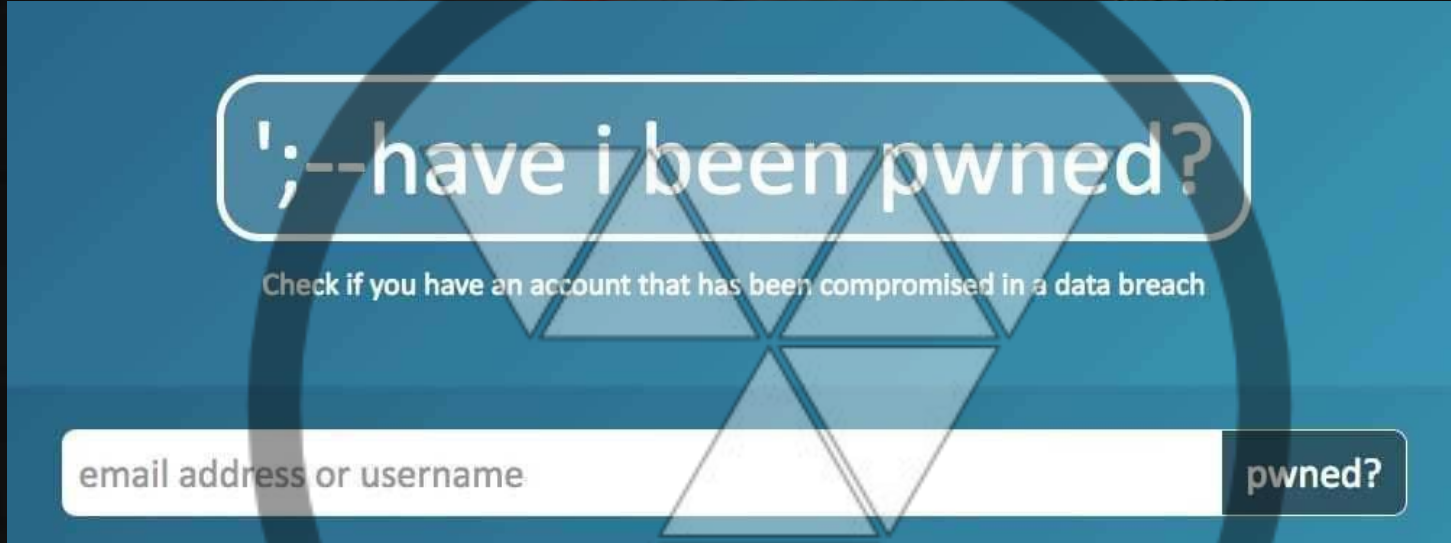 ';--have i been pwned?
Check if you have an account that has been compromised in a data breach
email address or username
pwned?